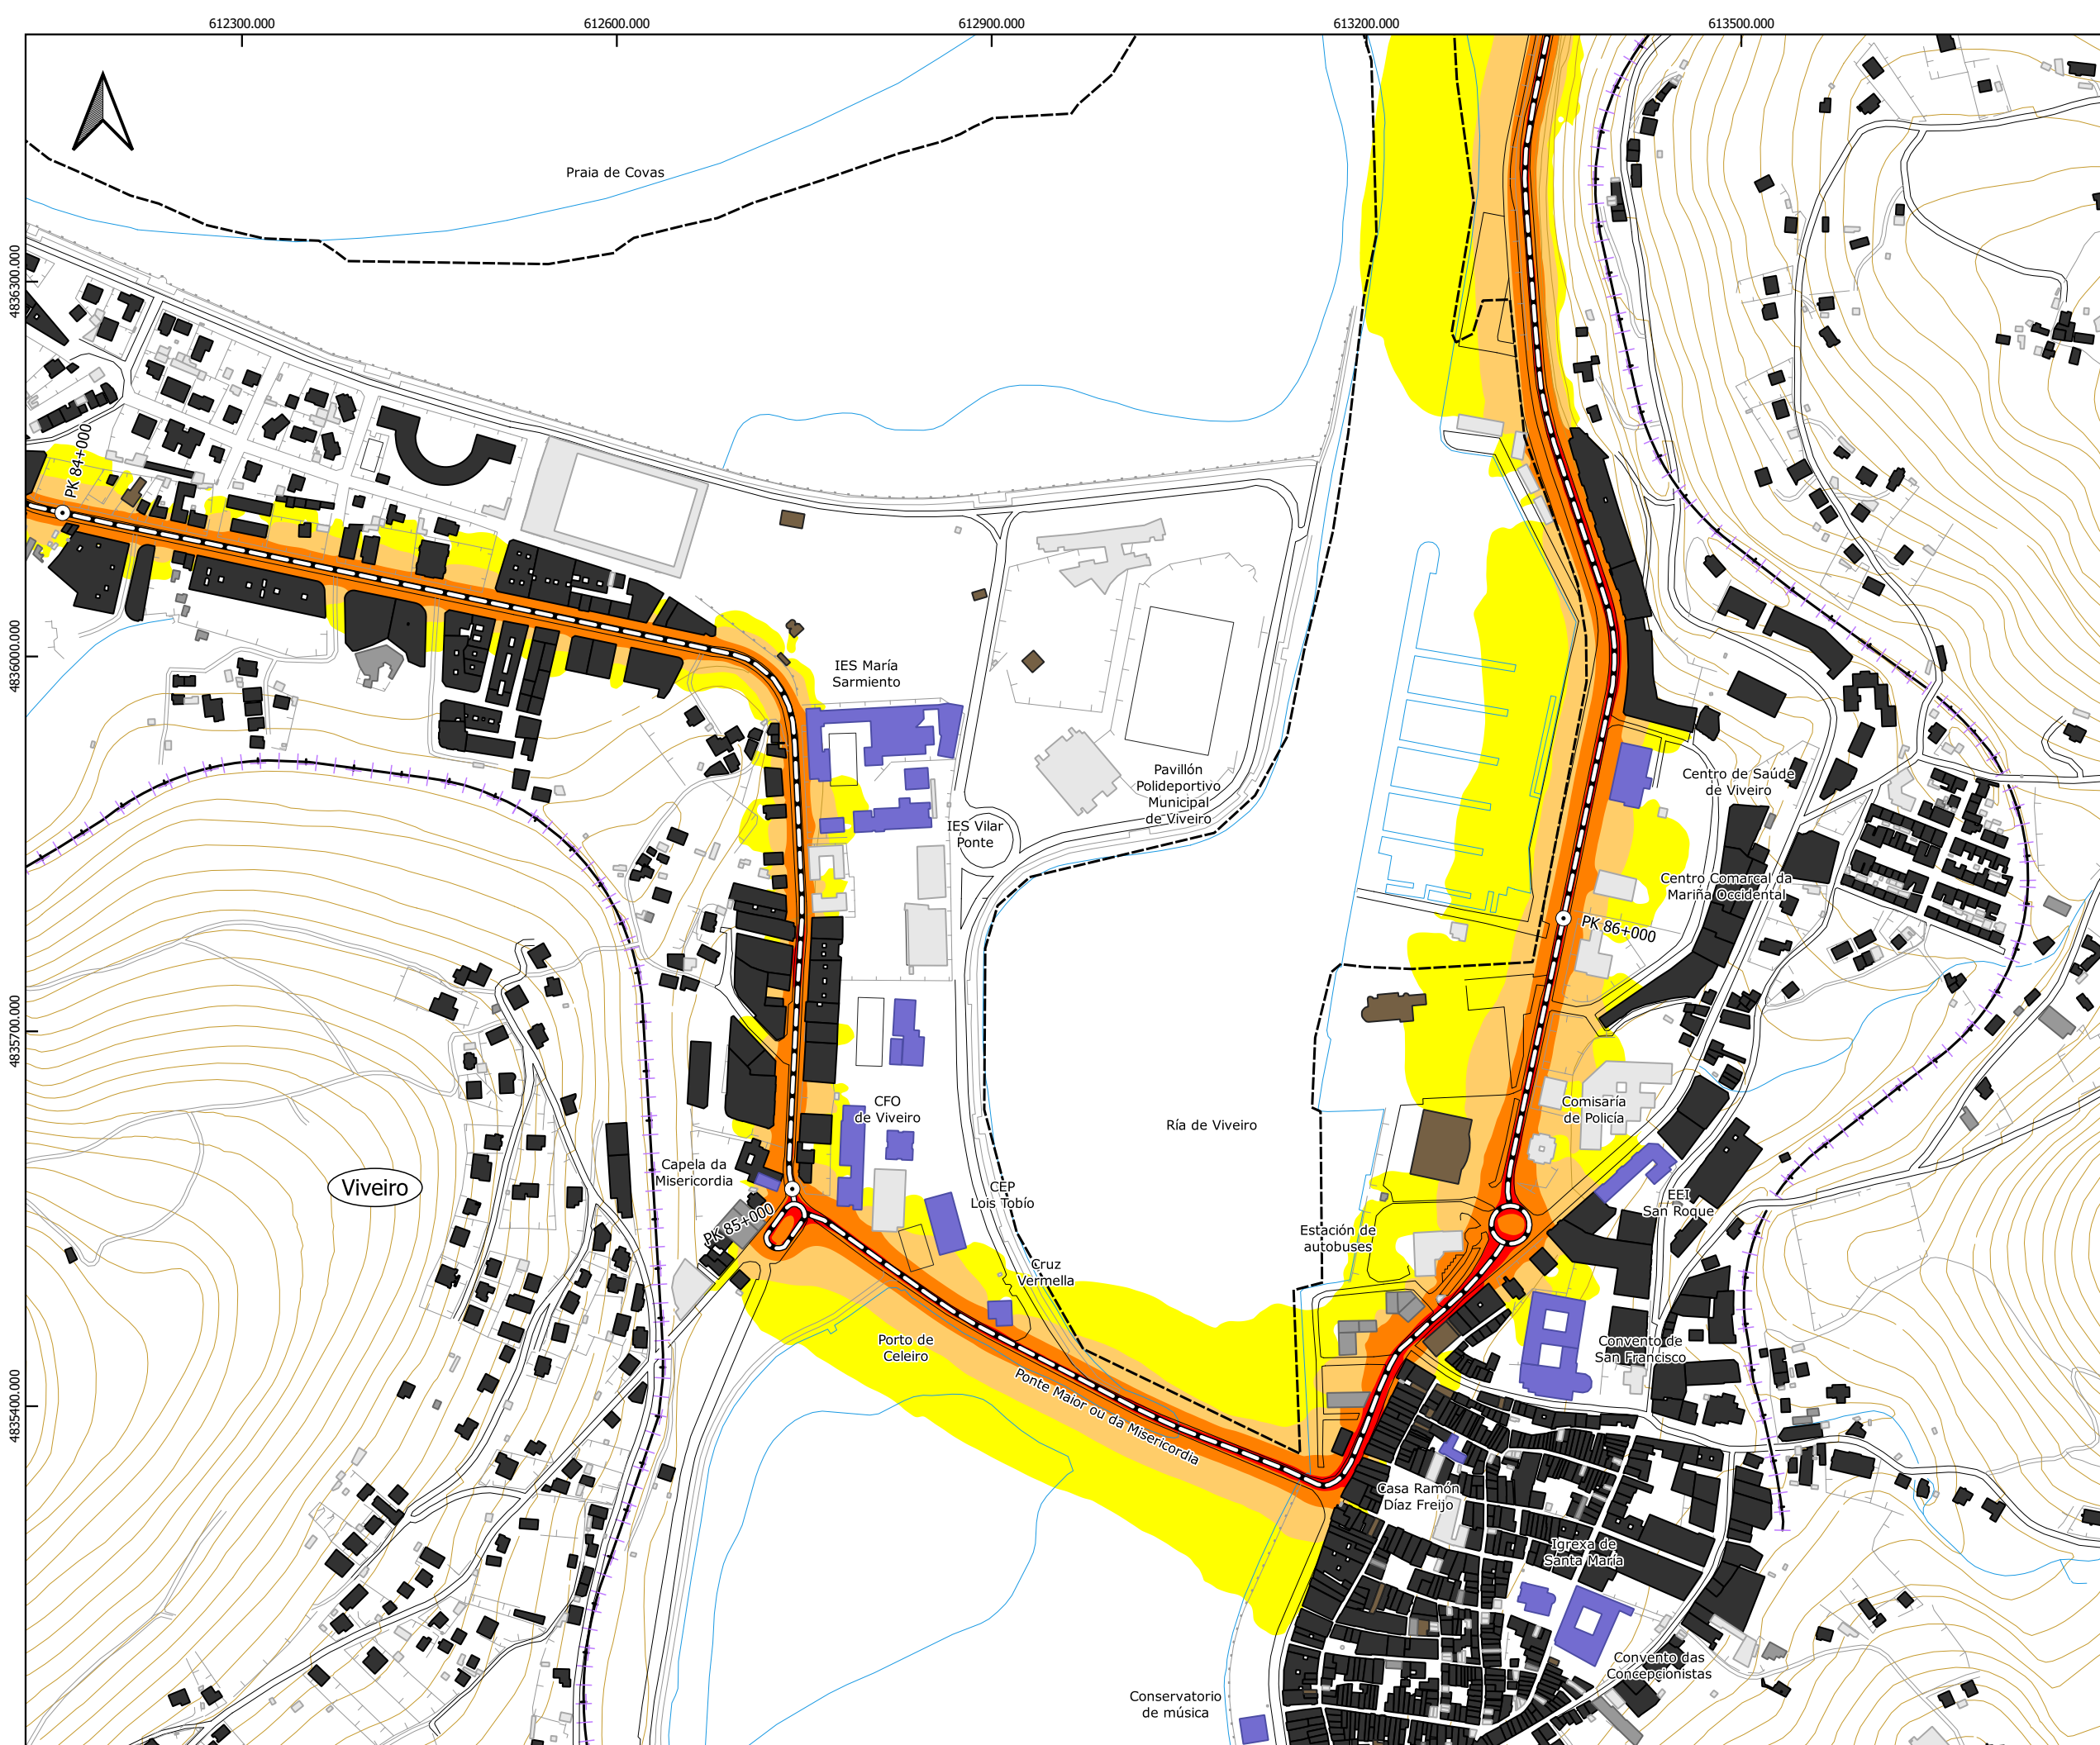 612300.000
612600.000
612900.000
613200.000
613500.000
Praia de Covas
4836300.000
PK 84+000
4836000.000
IES María
Sarmiento
Pavillón
Polideportivo
Municipal
de Viveiro
Centro de Saúde
de Viveiro
IES Vilar
Ponte
Centro Comarcal da
Mariña Occidental
PK 86+000
4835700.000
CFO
de Viveiro
Comisaría
de Policía
Ría de Viveiro
Capela da
Misericordia
Viveiro
CEP
Lois Tobío
EEI
San Roque
PK 85+000
Estación de
autobuses
Cruz
Vermella
Porto de
Celeiro
Convento de
San Francisco
4835400.000
Ponte Maior ou da Misericordia
Casa Ramón
Díaz Freijo
Igrexa de
Santa María
Convento das
Concepcionistas
Conservatorio
de música